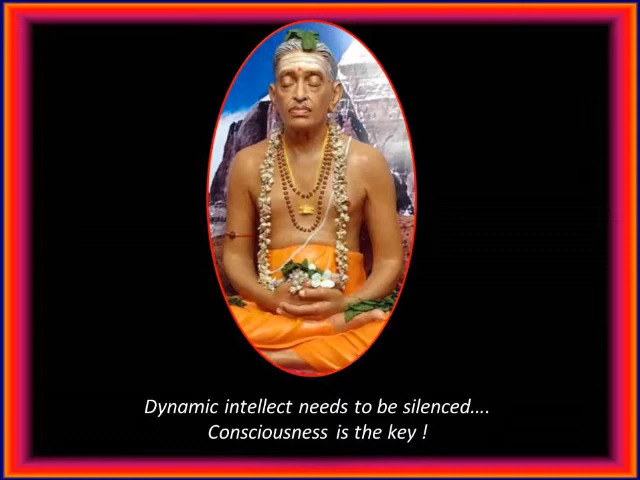 Dynamic intellect needs to be silenced....
Consciousness is the key !